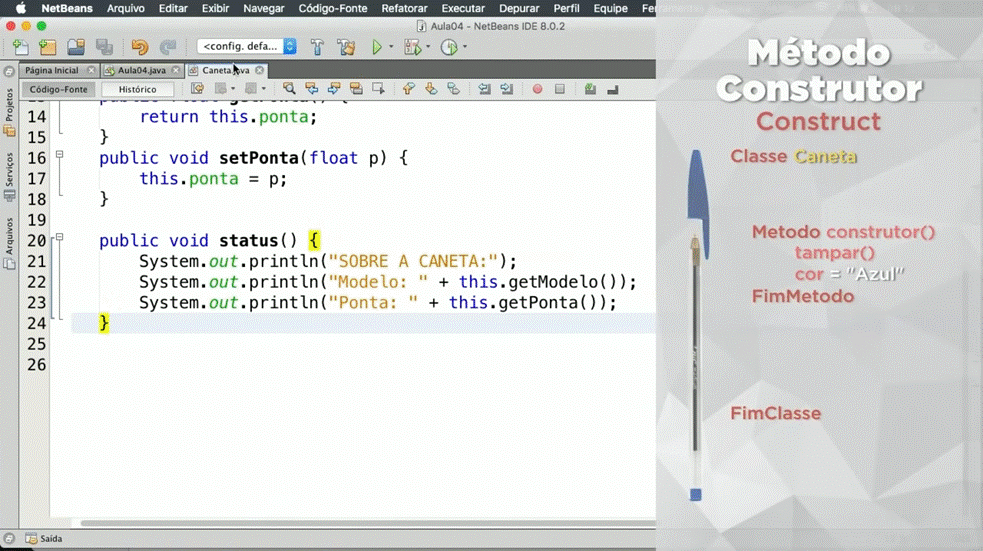 NetBeans Arquivo Editar Exibir Navegar Código-Fonte Refatorar Executar Depurar Perfil Equipe
Aula04 - NetBeans IDE 8.0.2
<config. defa...
Página Inicial Aula04.java Caneta.java
Código-Fonte Histórico
Projetos
Serviços
Arquivos
14 return this.ponta;
15 }
16 public void setPonta(float p) {
17 this.ponta = p;
18 }
19
20 public void status() {
21 System.out.println("SOBRE A CANETA:");
22 System.out.println("Modelo: " + this.getModelo());
23 System.out.println("Ponta: " + this.getPonta());
24 }
25
26
Saída
Método
Construtor
Construct
Classe Caneta
Metodo construtor()
tampar()
cor = "Azul"
FimMetodo
FimClasse